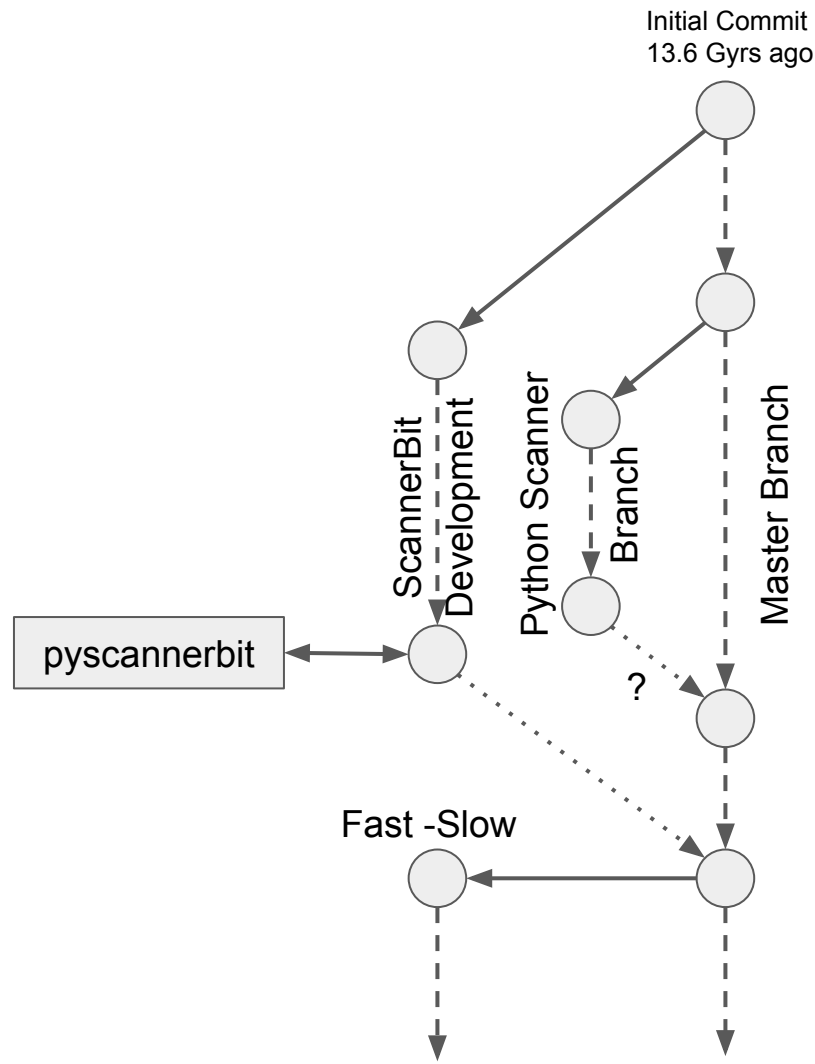 Initial Commit
13.6 Gyrs ago
ScannerBit
Development
Python Scanner
Branch
Master Branch
pyscannerbit
?
Fast -Slow